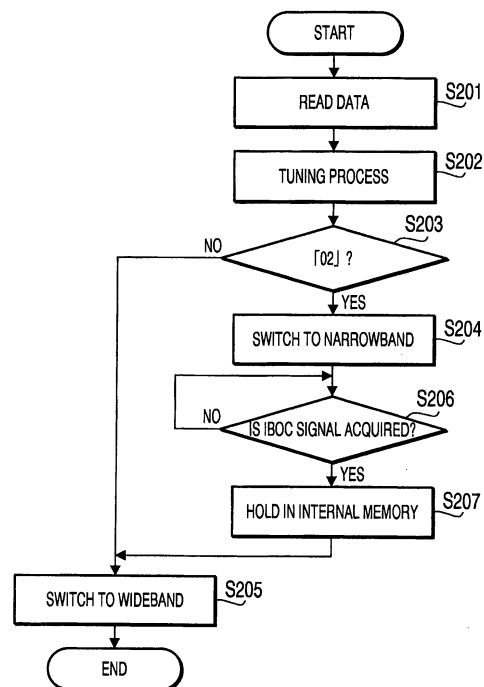 START
READ DATA
S201
TUNING PROCESS
S202
S203
NO
「02」 ?
YES
SWITCH TO NARROWBAND
S204
S206
NO
IS IBOC SIGNAL ACQUIRED?
YES
HOLD IN INTERNAL MEMORY
S207
SWITCH TO WIDEBAND
S205
END